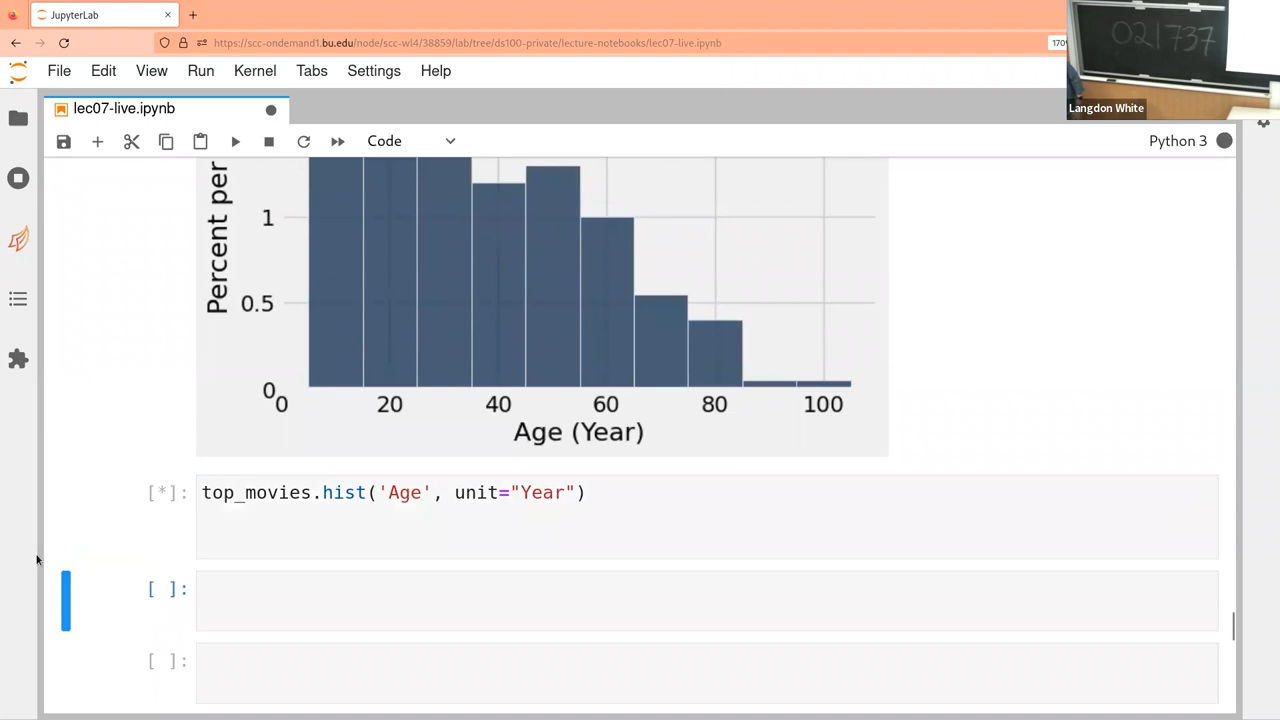 JupyterLab
https://scc-ondemand1.bu.edu/node/scc-wl4/38859/lab/tree/ds100-private/lecture-notebooks/lec07-live.ipynb
170
021737
Langdon White
File Edit View Run Kernel Tabs Settings Help
lec07-live.ipynb
Code
Python 3
Percent per
1
0.5
0
0 20 40 60 80 100
Age (Year)
[*]: top_movies.hist('Age', unit="Year")
[ ]:
[ ]: